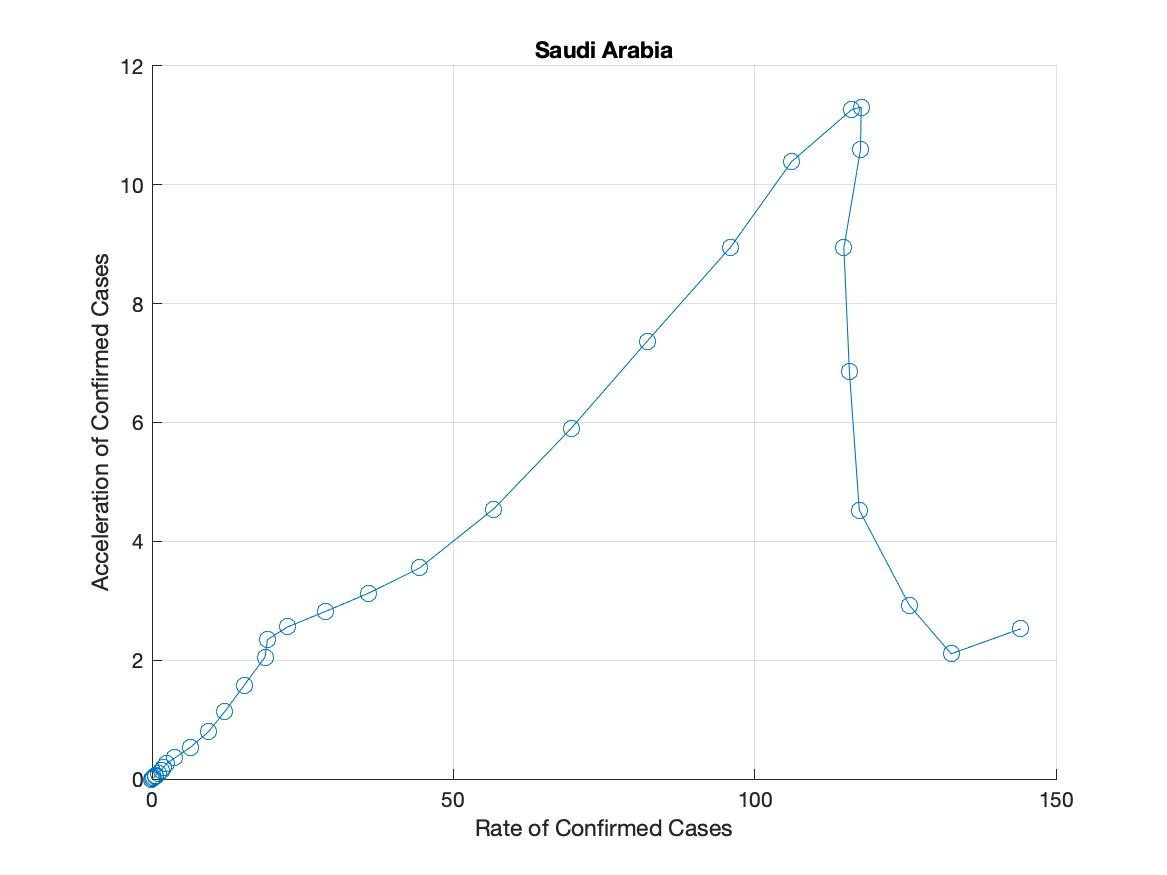 Saudi Arabia
12
10
8
6
4
2
0
0 50 100 150
Acceleration of Confirmed Cases
Rate of Confirmed Cases